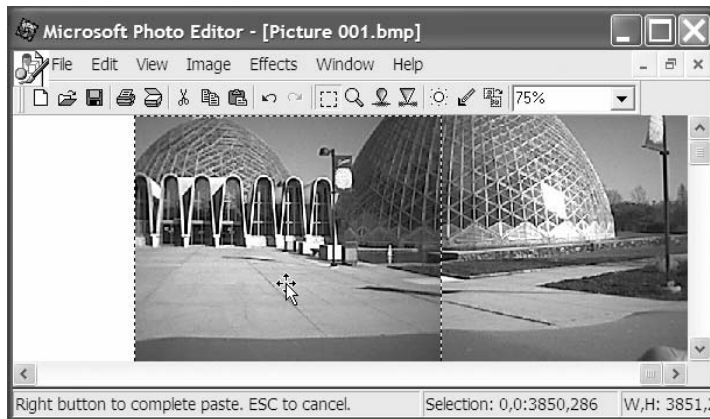 Microsoft Photo Editor - [Picture 001.bmp]
File Edit View Image Effects Window Help
75%
Right button to complete paste. ESC to cancel. Selection: 0,0:3850,286 W,H: 3851,